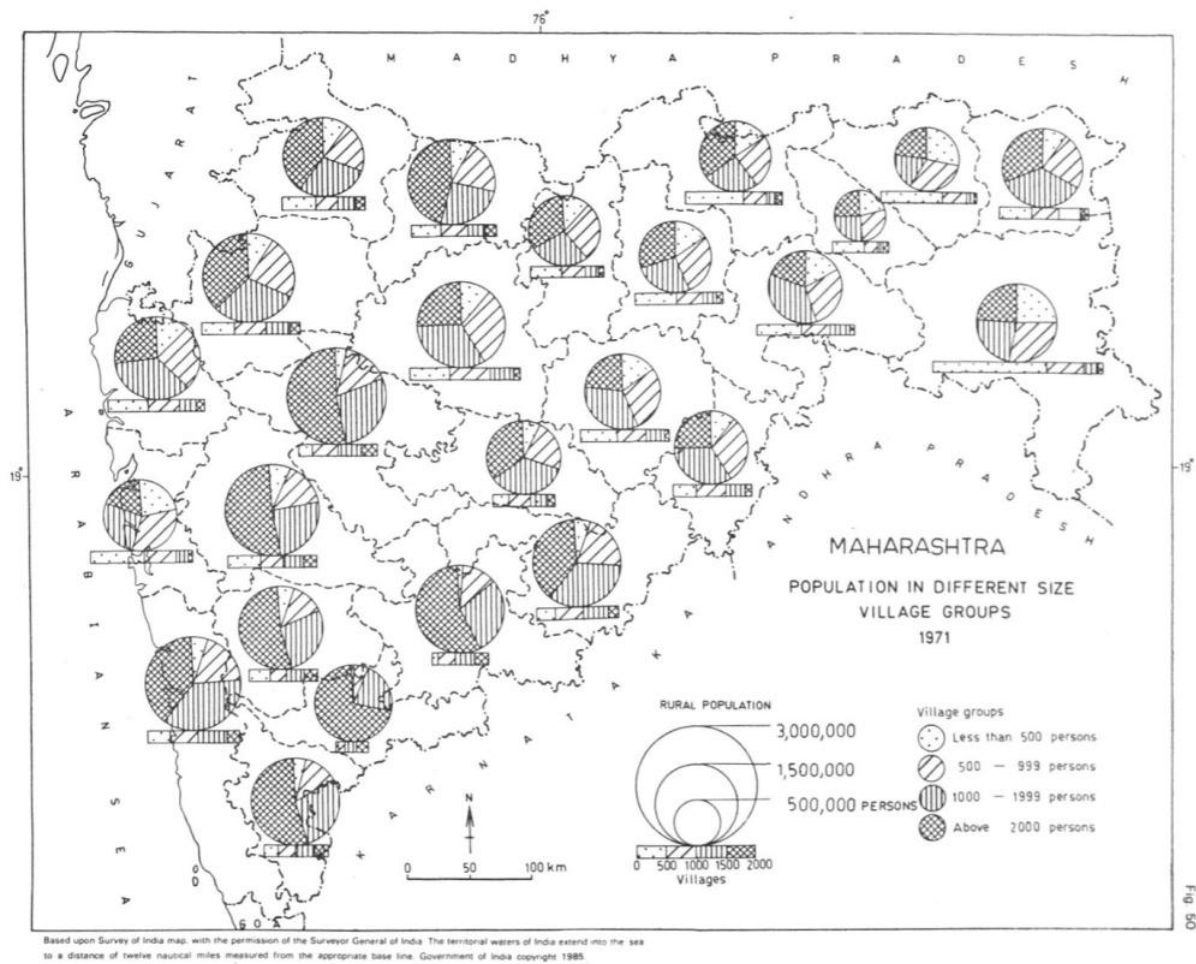 76°
MADHYA PRADESH
GUJARAT
19°
19°
ARABIAN SEA
ANDHRA PRADESH
KARNATAKA
GOA
MAHARASHTRA
POPULATION IN DIFFERENT SIZE
VILLAGE GROUPS
1971
RURAL POPULATION
3,000,000
1,500,000
500,000 PERSONS
0 500 1000 1500 2000
Villages
Village groups
Less than 500 persons
500 — 999 persons
1000 — 1999 persons
Above 2000 persons
N
0 50 100 km
Fig. 50
Based upon Survey of India map, with the permission of the Surveyor General of India The territorial waters of India extend into the sea
to a distance of twelve nautical miles measured from the appropriate base line. Government of India copyright 1985.